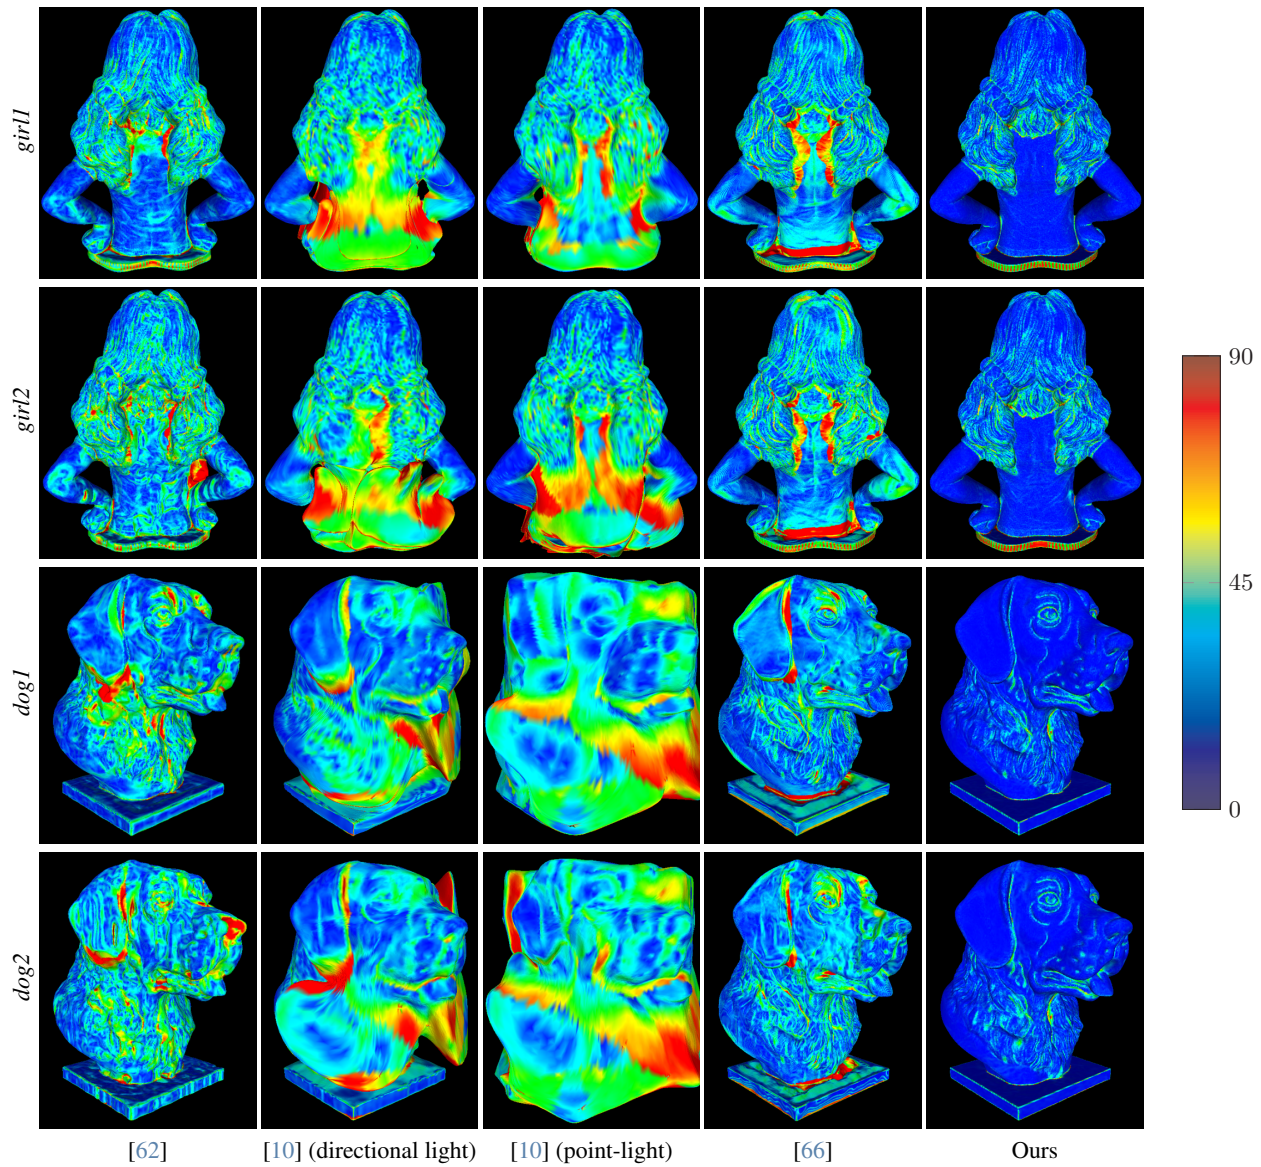 girl1
girl2
90
45
dog1
0
dog2
[62]
[10] (directional light)
[10] (point-light)
[66]
Ours